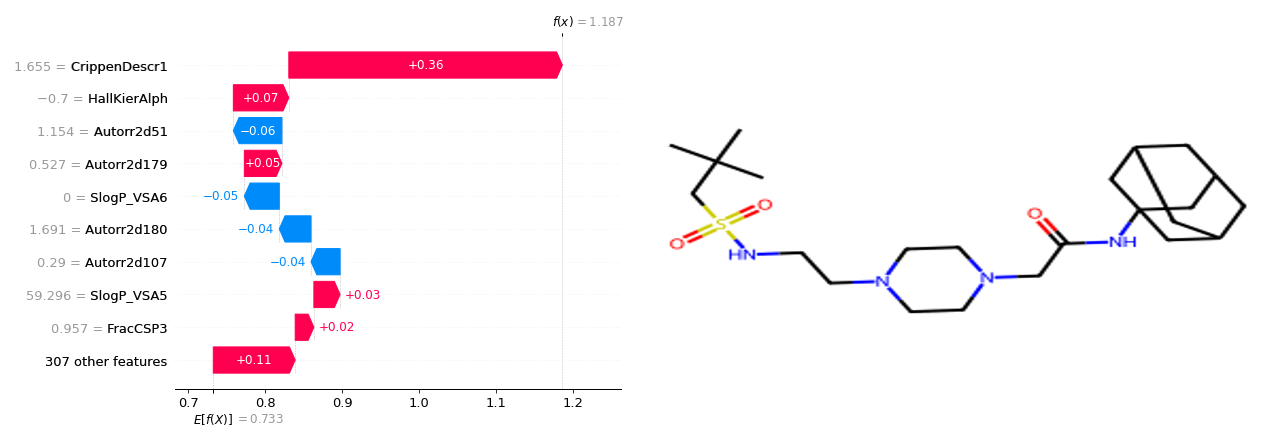 f(x) = 1.187
1.655 = CrippenDescr1 +0.36
−0.7 = HallKierAlph +0.07
1.154 = Autorr2d51 −0.06
0.527 = Autorr2d179 +0.05
0 = SlogP_VSA6 −0.05
1.691 = Autorr2d180 −0.04
0.29 = Autorr2d107 −0.04
59.296 = SlogP_VSA5 +0.03
0.957 = FracCSP3 +0.02
307 other features +0.11
0.7 0.8 0.9 1.0 1.1 1.2
E[f(X)] = 0.733
O
S
O
HN
N
N
O
NH